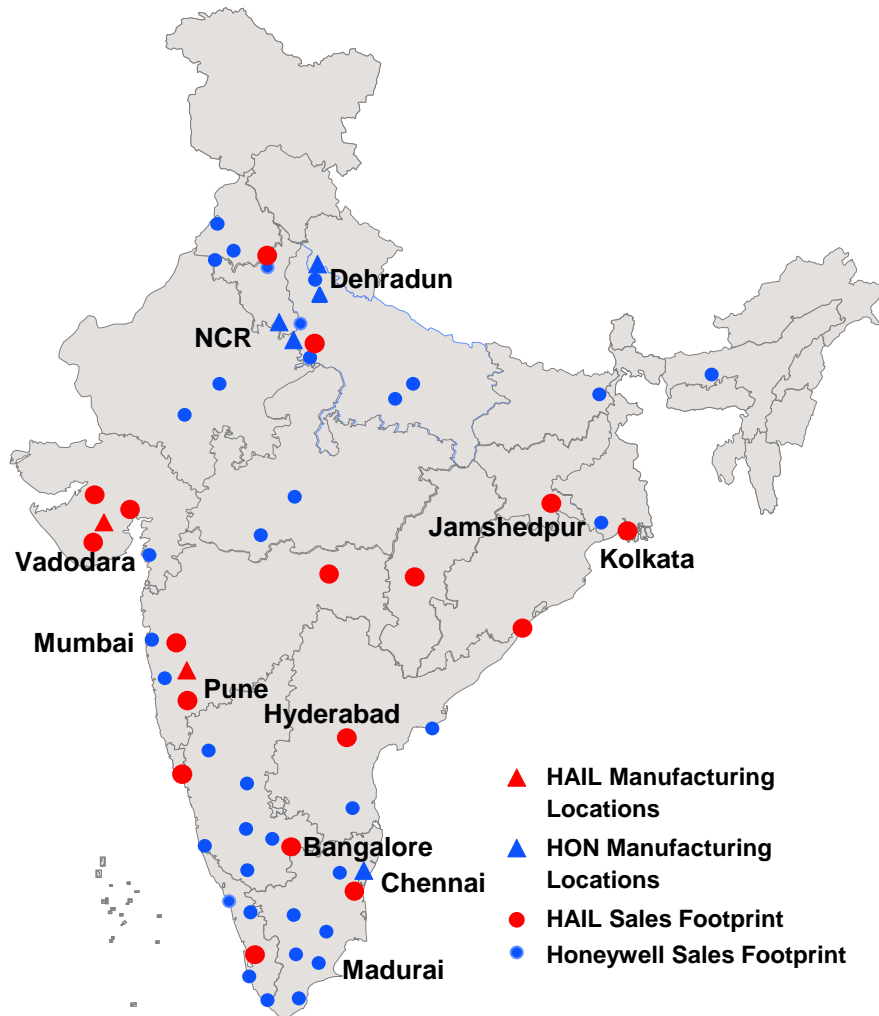 Dehradun
NCR
Jamshedpur
Vadodara
Kolkata
Mumbai
Pune
Hyderabad
HAIL Manufacturing
Locations
Bangalore
HON Manufacturing
Locations
Chennai
HAIL Sales Footprint
Honeywell Sales Footprint
Madurai